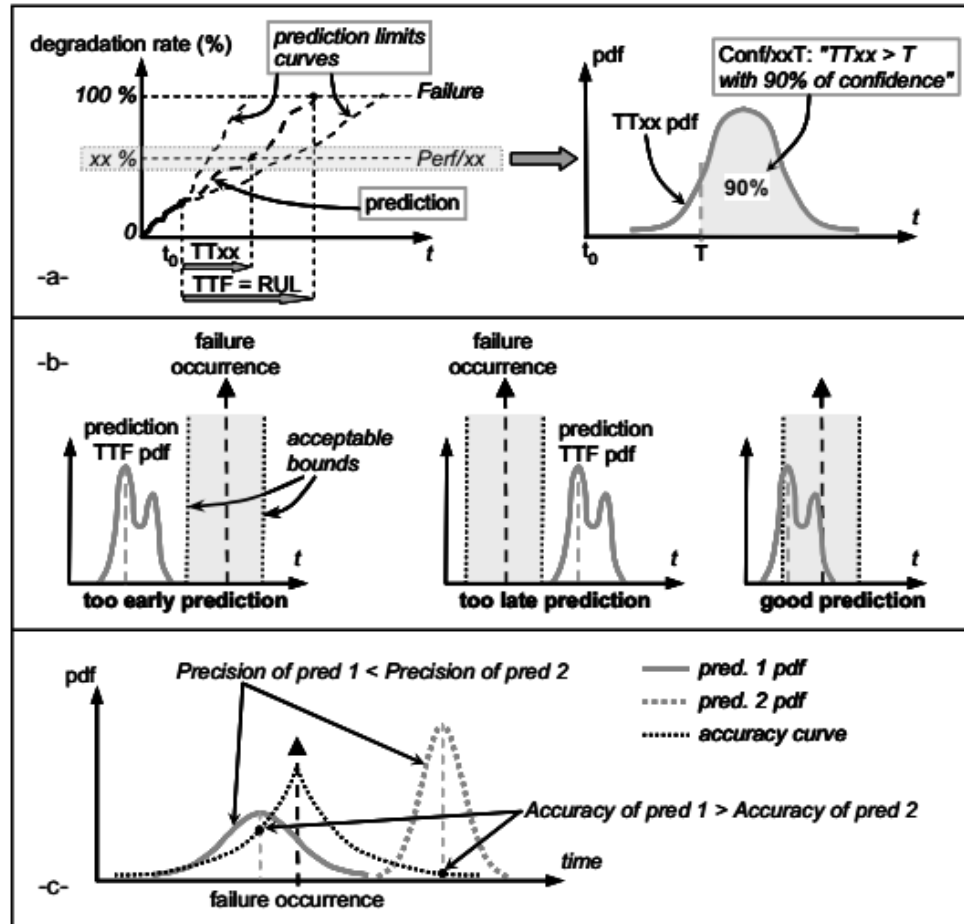 degradation rate (%)
prediction limits
curves
100 %
Failure
xx %
Perf/xx
prediction
0
t0
TTxx
t
TTF = RUL
-a-
pdf
Conf/xxT: "TTxx > T
with 90% of confidence"
TTxx pdf
90%
t
t0
T
-b-
failure
occurrence
prediction
TTF pdf
acceptable
bounds
t
too early prediction
failure
occurrence
prediction
TTF pdf
t
too late prediction
t
good prediction
pdf
Precision of pred 1 < Precision of pred 2
pred. 1 pdf
pred. 2 pdf
accuracy curve
Accuracy of pred 1 > Accuracy of pred 2
time
-c-
failure occurrence